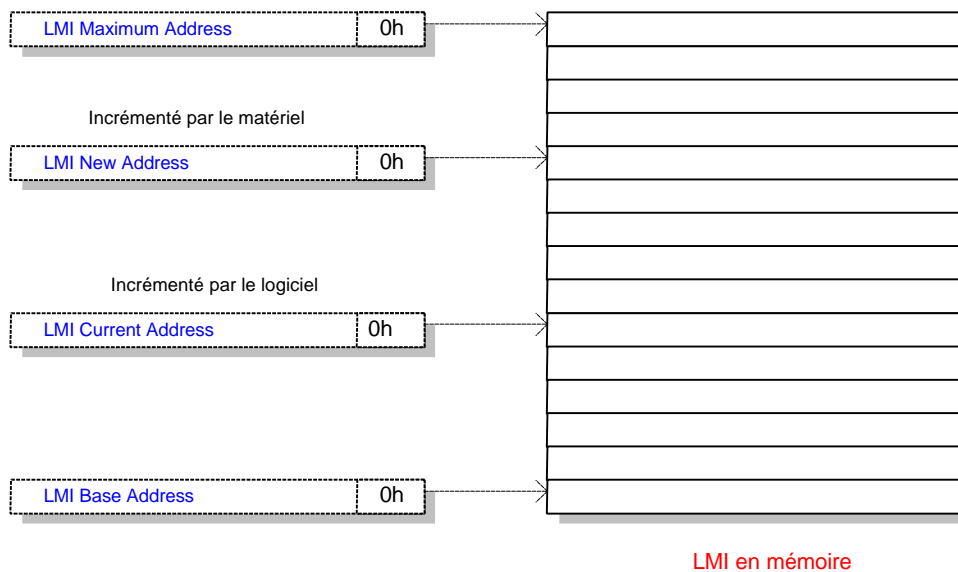 LMI Maximum Address 0h
Incrémenté par le matériel
LMI New Address 0h
Incrémenté par le logiciel
LMI Current Address 0h
LMI Base Address 0h
LMI en mémoire